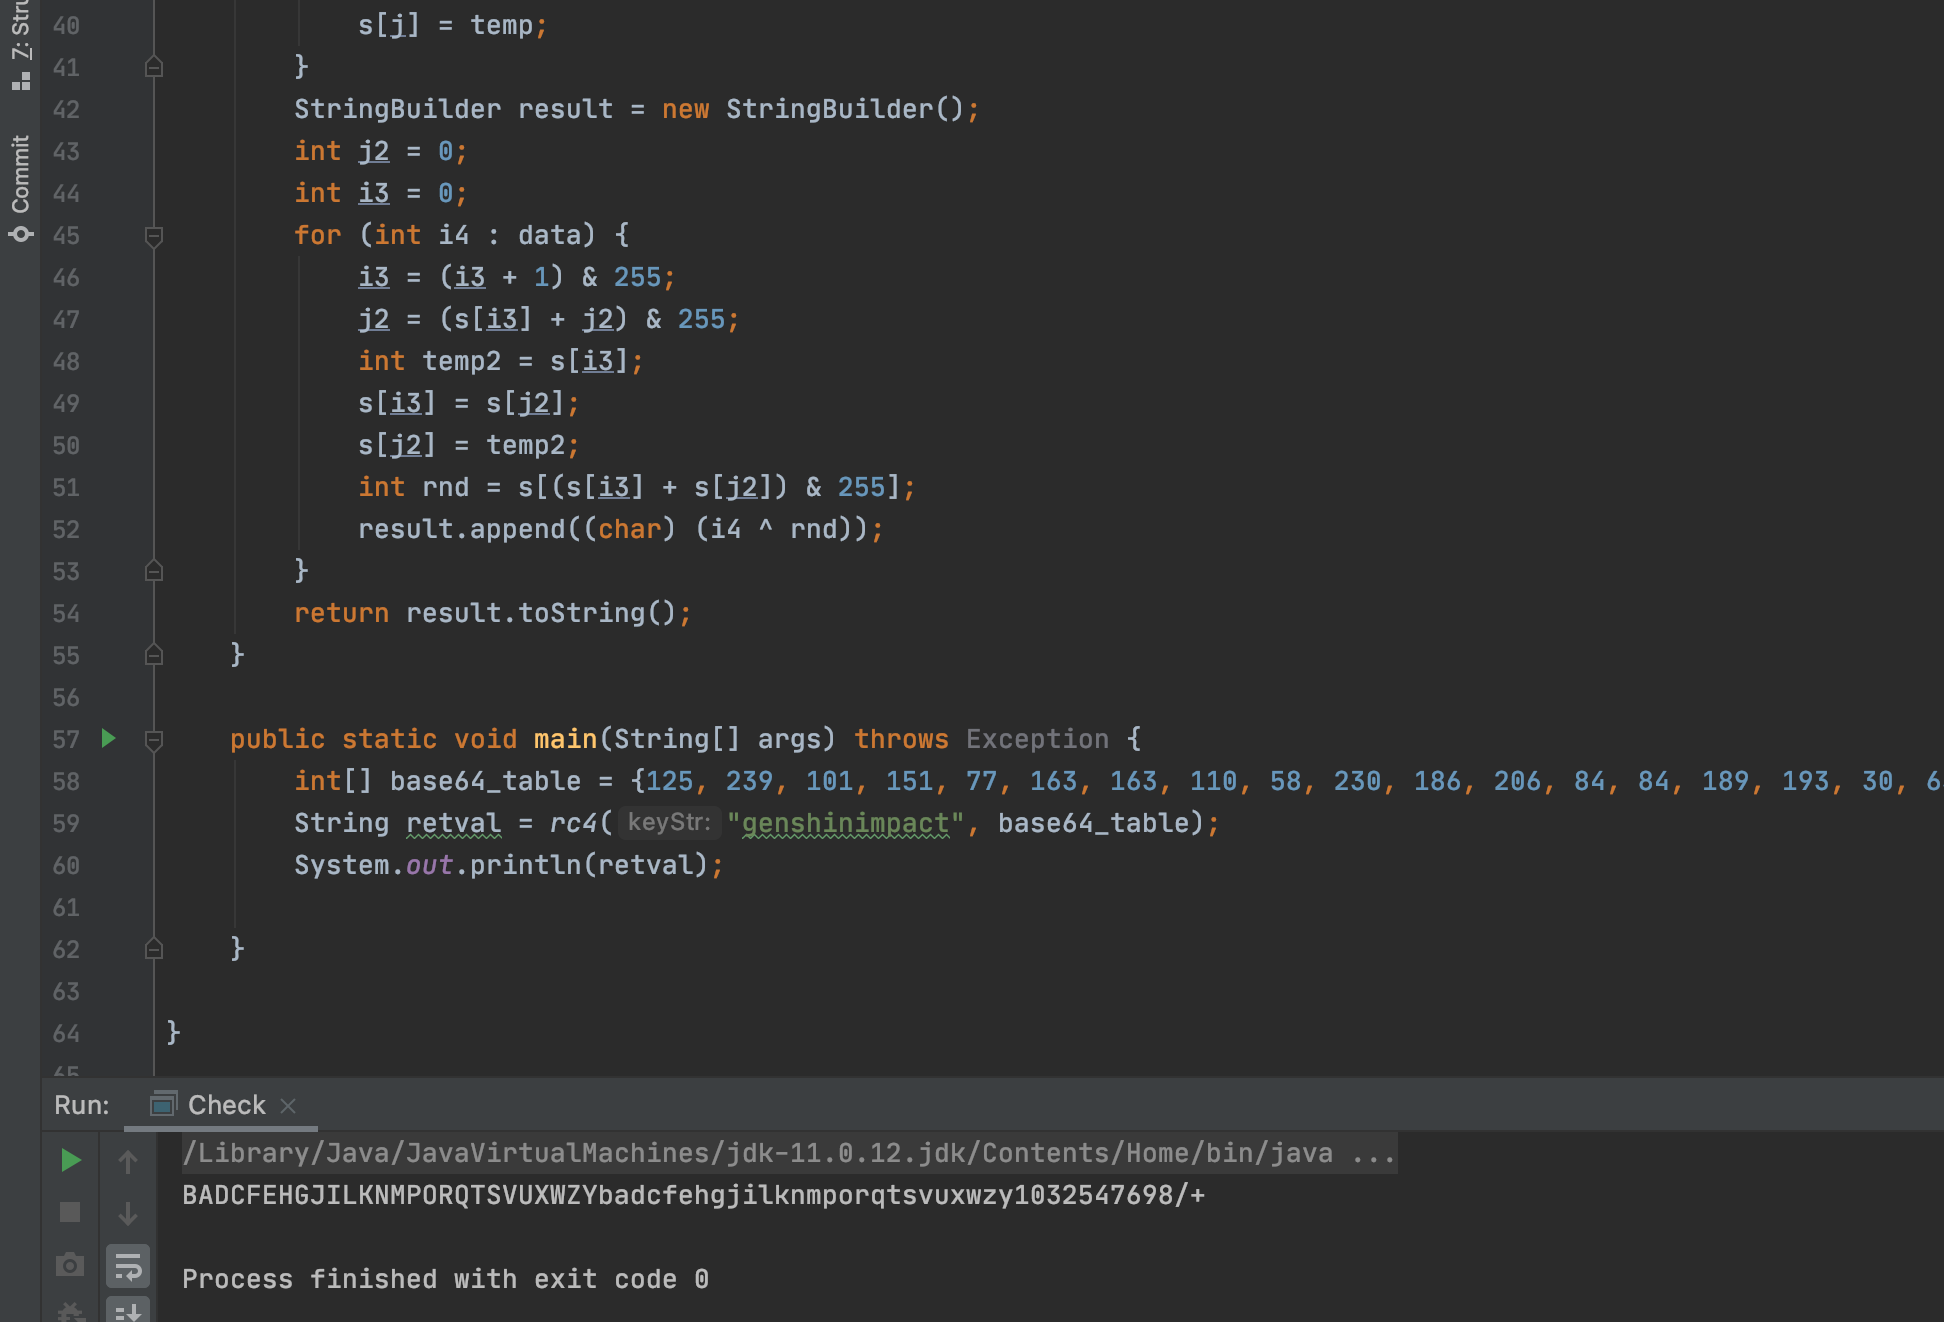 7: Stru
Commit
40 s[j] = temp;
41 }
42 StringBuilder result = new StringBuilder();
43 int j2 = 0;
44 int i3 = 0;
45 for (int i4 : data) {
46 i3 = (i3 + 1) & 255;
47 j2 = (s[i3] + j2) & 255;
48 int temp2 = s[i3];
49 s[i3] = s[j2];
50 s[j2] = temp2;
51 int rnd = s[(s[i3] + s[j2]) & 255];
52 result.append((char) (i4 ^ rnd));
53 }
54 return result.toString();
55 }
56
57 public static void main(String[] args) throws Exception {
58 int[] base64_table = {125, 239, 101, 151, 77, 163, 163, 110, 58, 230, 186, 206, 84, 84, 189, 193, 30, 6
59 String retval = rc4( keyStr: "genshinimpact", base64_table);
60 System.out.println(retval);
61
62 }
63
64 }
65
Run: Check
/Library/Java/JavaVirtualMachines/jdk-11.0.12.jdk/Contents/Home/bin/java ...
BADCFEHGJILKNMPORQTSVUXWZYbadcfehgjilknmporqtsvuxwzy1032547698/+
Process finished with exit code 0